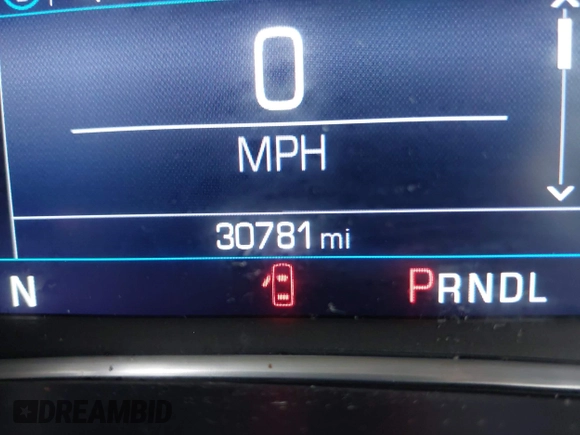 0
MPH
30781 mi
N PRNDL
DREAMBID